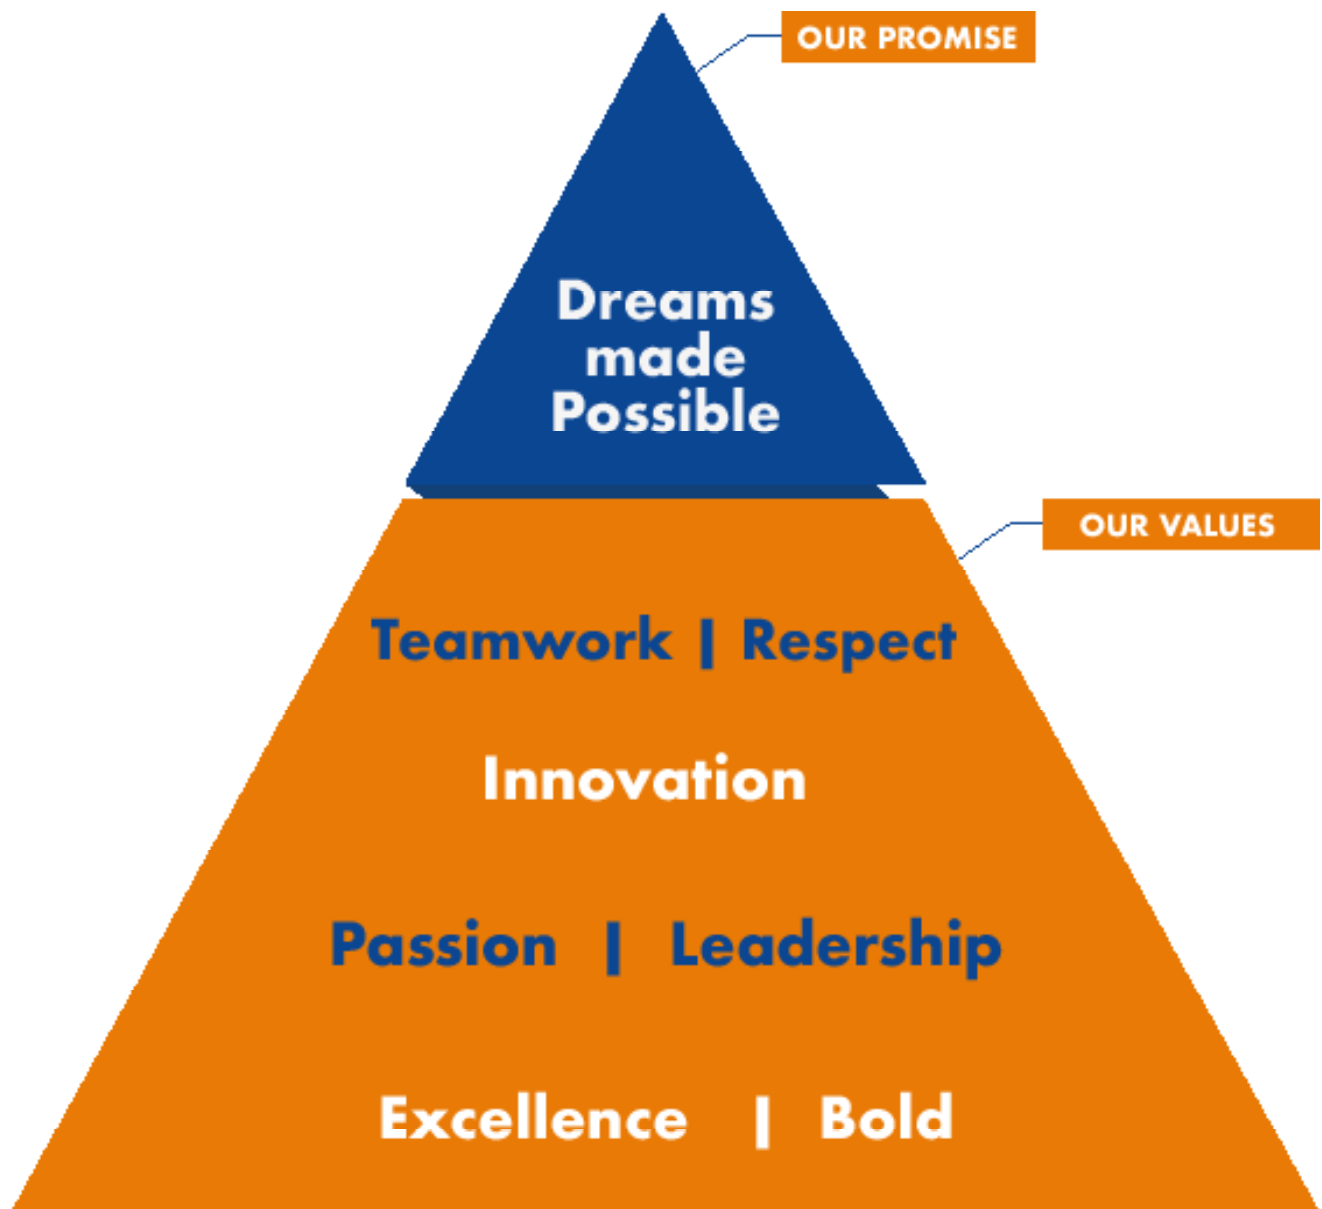 OUR PROMISE
Dreams
made
Possible
OUR VALUES
Teamwork | Respect
Innovation
Passion | Leadership
Excellence | Bold